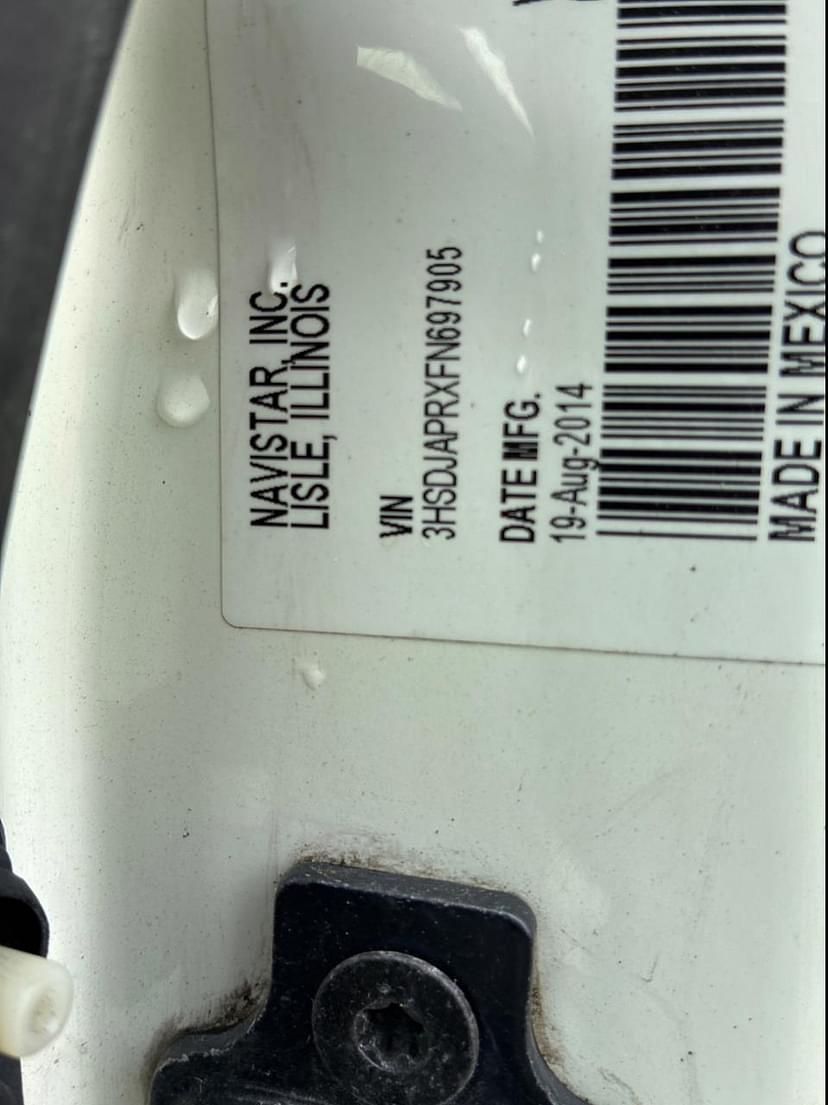 NAVISTAR, INC.
LISLE, ILLINOIS
VIN
3HSDJAPRXFN697905
DATE MFG.
19-Aug-2014
MADE IN MEXICO